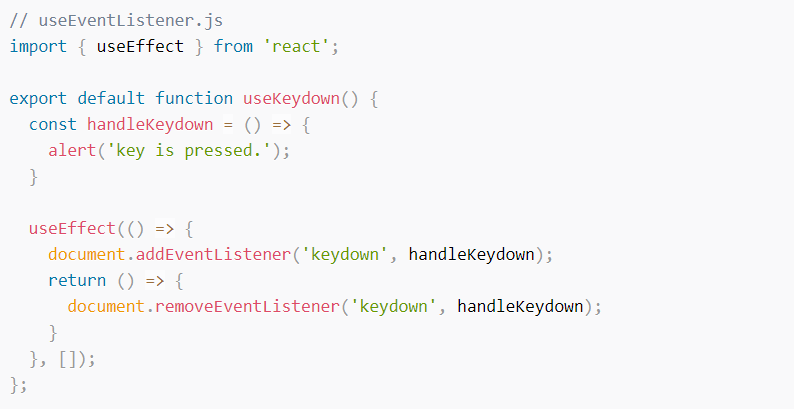 // useEventListener.js
import { useEffect } from 'react';

export default function useKeydown() {
  const handleKeydown = () => {
    alert('key is pressed.');
  }

  useEffect(() => {
    document.addEventListener('keydown', handleKeydown);
    return () => {
      document.removeEventListener('keydown', handleKeydown);
    }
  }, []);
};